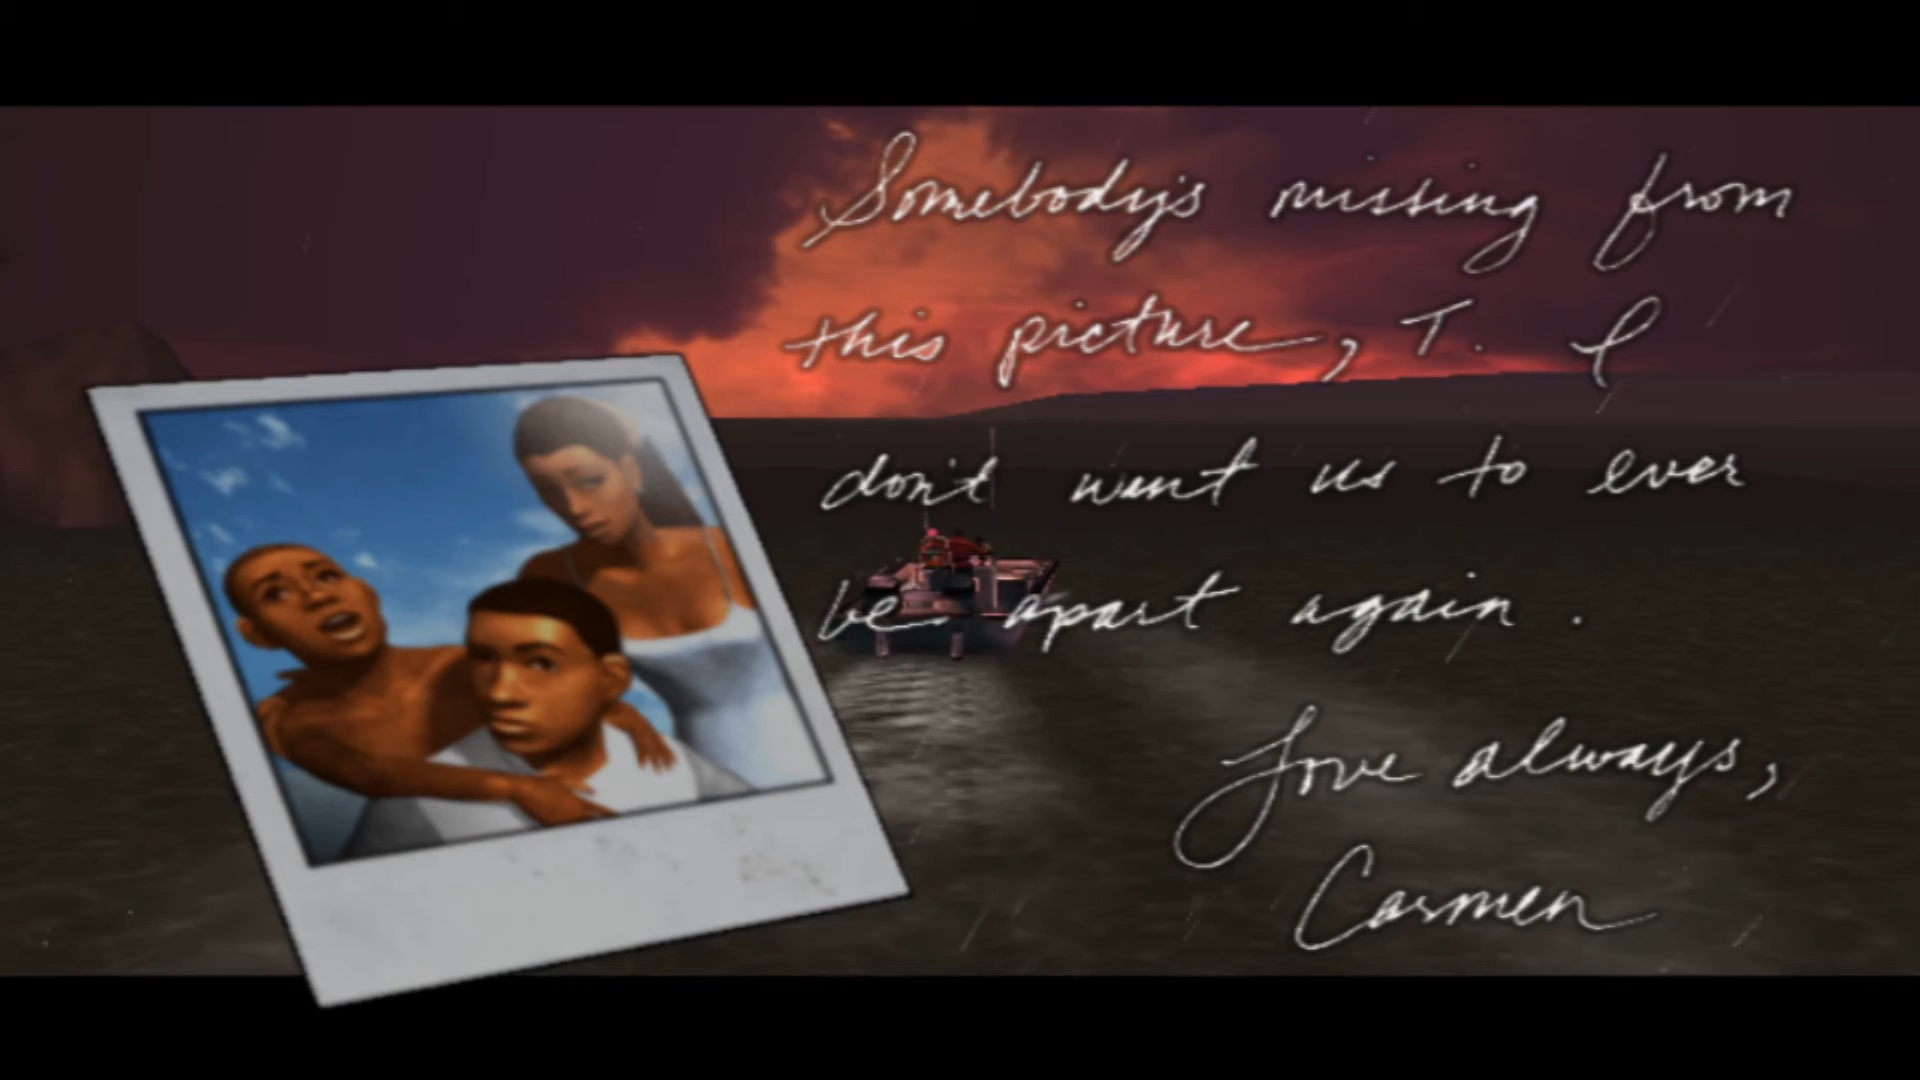 Somebody's missing from
this picture, T. I
don't want us to ever
be apart again.
Love always,
Carmen